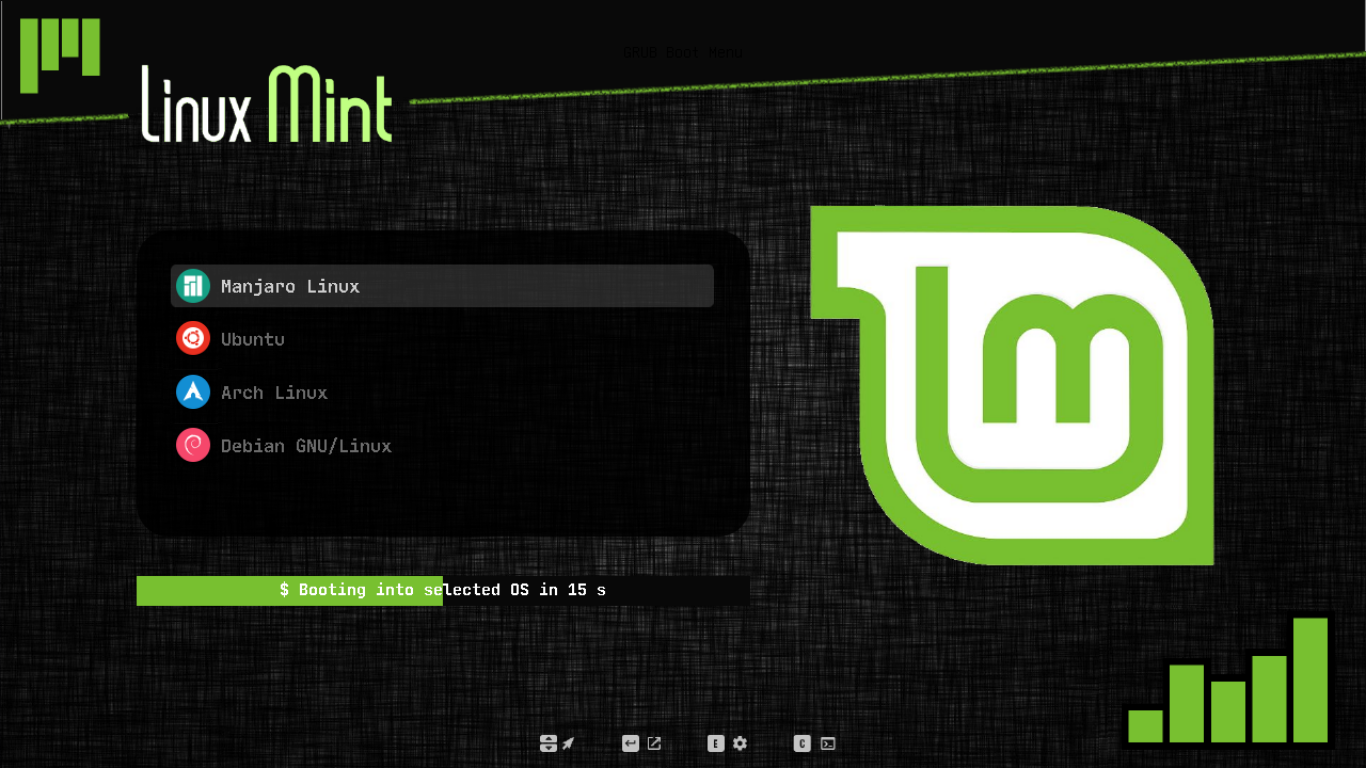 GRUB Boot Menu
Linux Mint
Manjaro Linux
Ubuntu
Arch Linux
Debian GNU/Linux
$ Booting into selected OS in 15 s
E
C